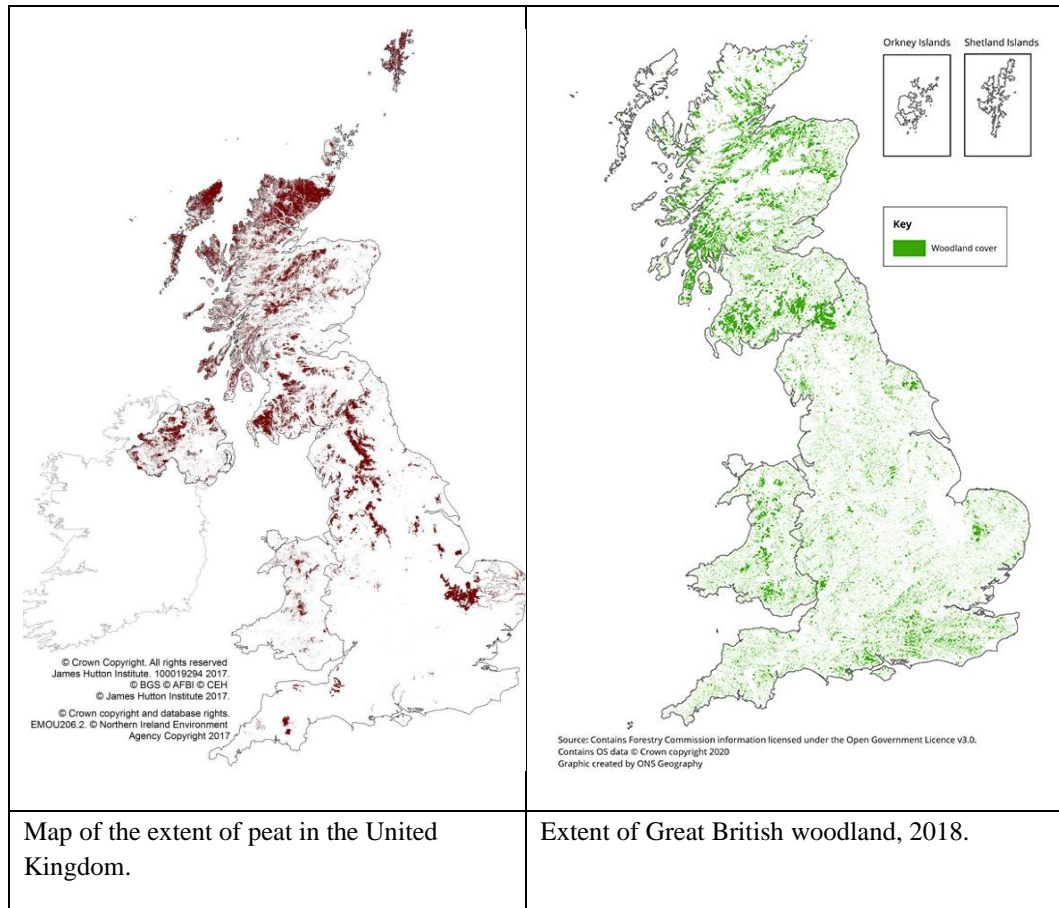 © Crown Copyright. All rights reserved
James Hutton Institute. 100019294 2017.
© BGS © AFBI © CEH
© James Hutton Institute 2017.
© Crown copyright and database rights.
EMOU206.2. © Northern Ireland Environment
Agency Copyright 2017
Orkney Islands
Shetland Islands
Key
Woodland cover
Source: Contains Forestry Commission information licensed under the Open Government Licence v3.0.
Contains OS data © Crown copyright 2020
Graphic created by ONS Geography
Map of the extent of peat in the United
Kingdom.
Extent of Great British woodland, 2018.